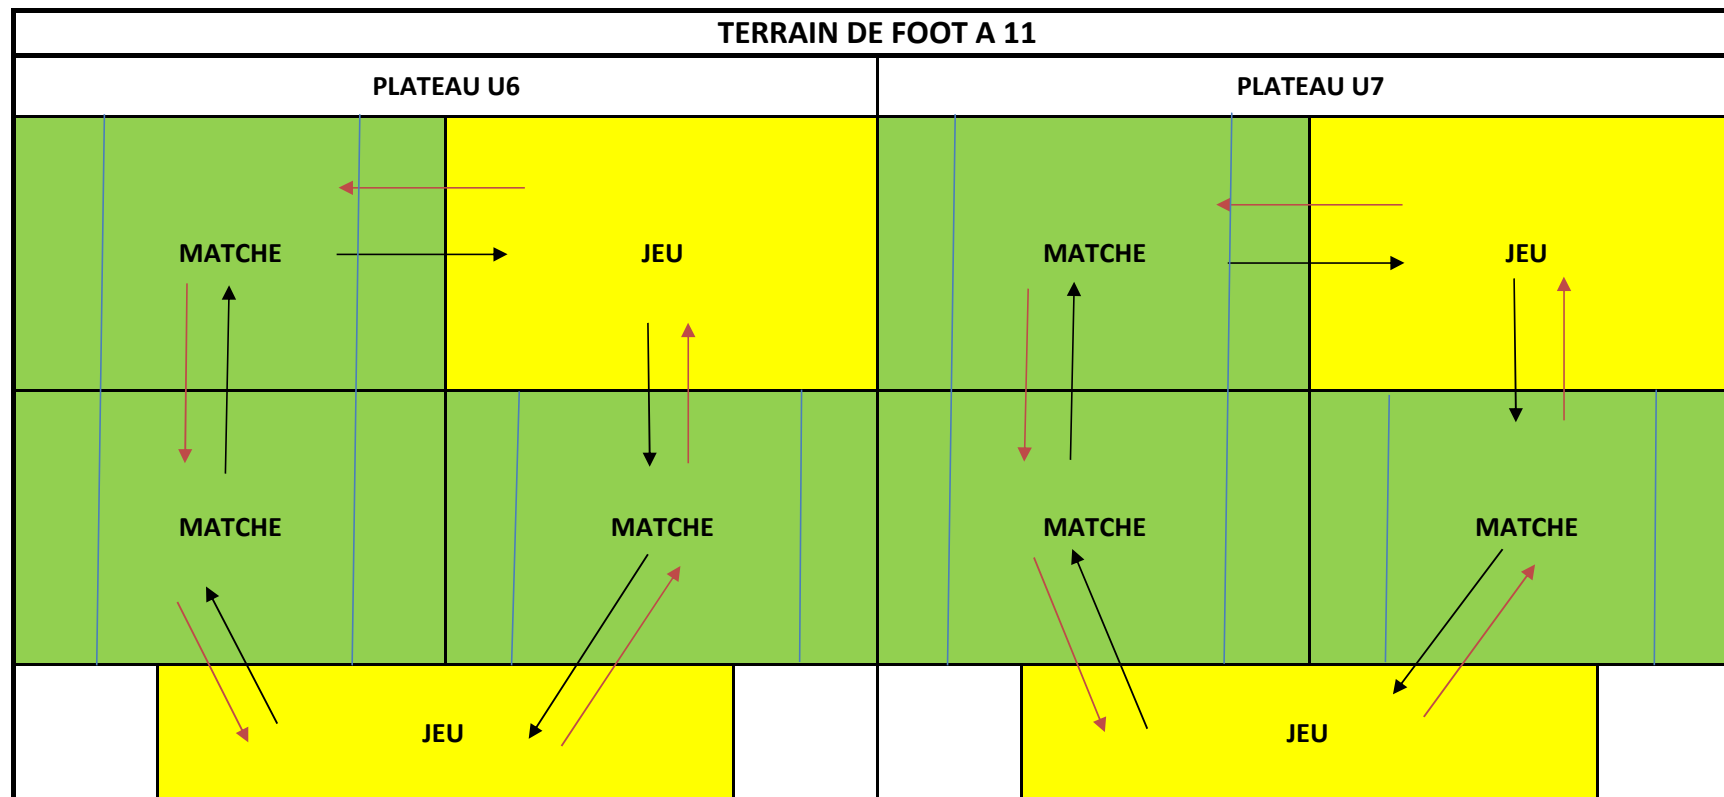 TERRAIN DE FOOT A 11
PLATEAU U6
PLATEAU U7
MATCHE
JEU
MATCHE
JEU
MATCHE
MATCHE
MATCHE
MATCHE
JEU
JEU